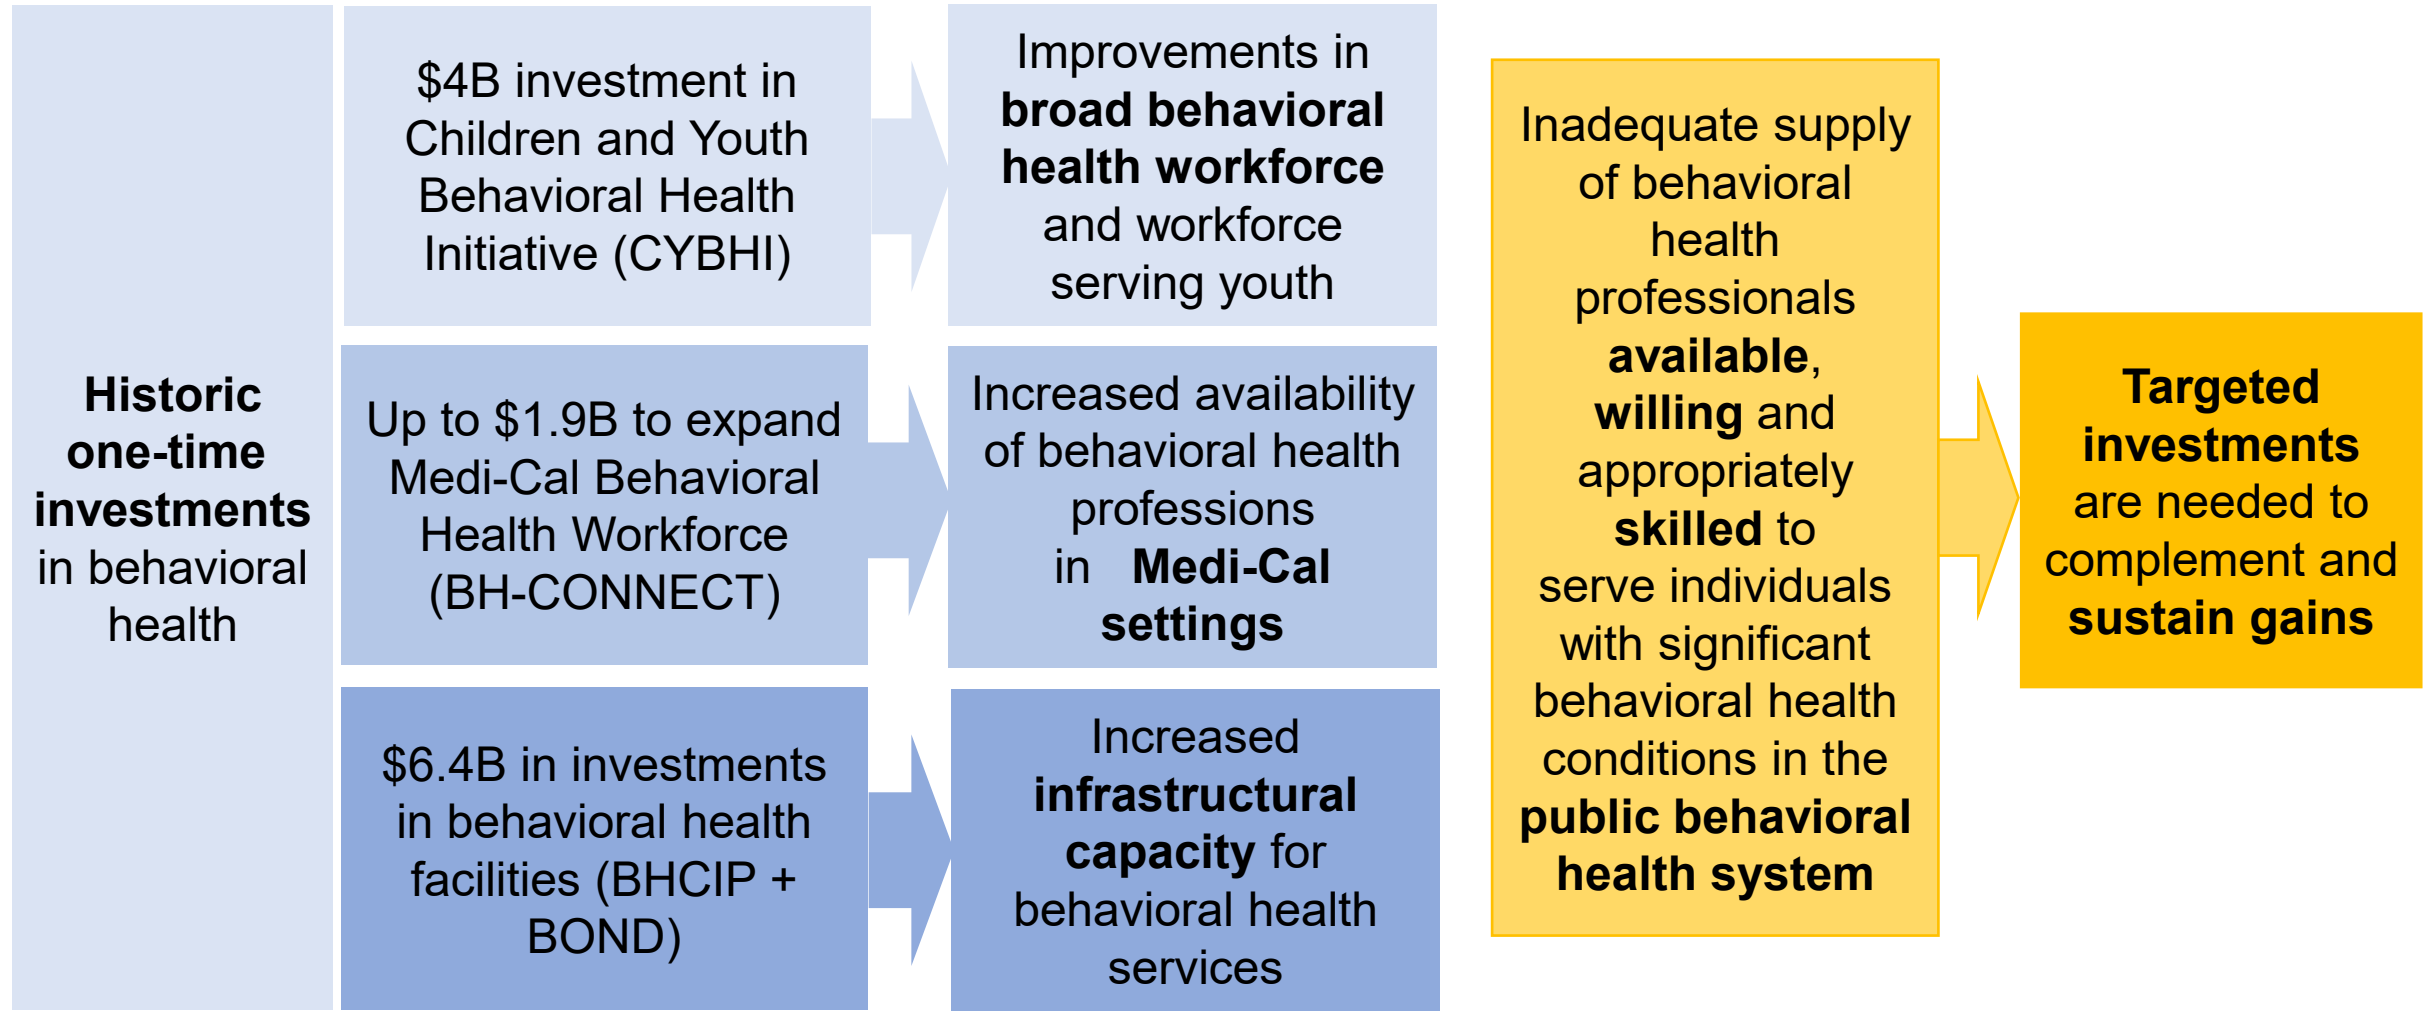 Historic
one-time
investments
in behavioral
health
$4B investment in
Children and Youth
Behavioral Health
Initiative (CYBHI)
Improvements in
broad behavioral
health workforce
and workforce
serving youth
Up to $1.9B to expand
Medi-Cal Behavioral
Health Workforce
(BH-CONNECT)
Increased availability
of behavioral health
professions
in Medi-Cal
settings
$6.4B in investments
in behavioral health
facilities (BHCIP +
BOND)
Increased
infrastructural
capacity for
behavioral health
services
Inadequate supply
of behavioral
health
professionals
available,
willing and
appropriately
skilled to
serve individuals
with significant
behavioral health
conditions in the
public behavioral
health system
Targeted
investments
are needed to
complement and
sustain gains